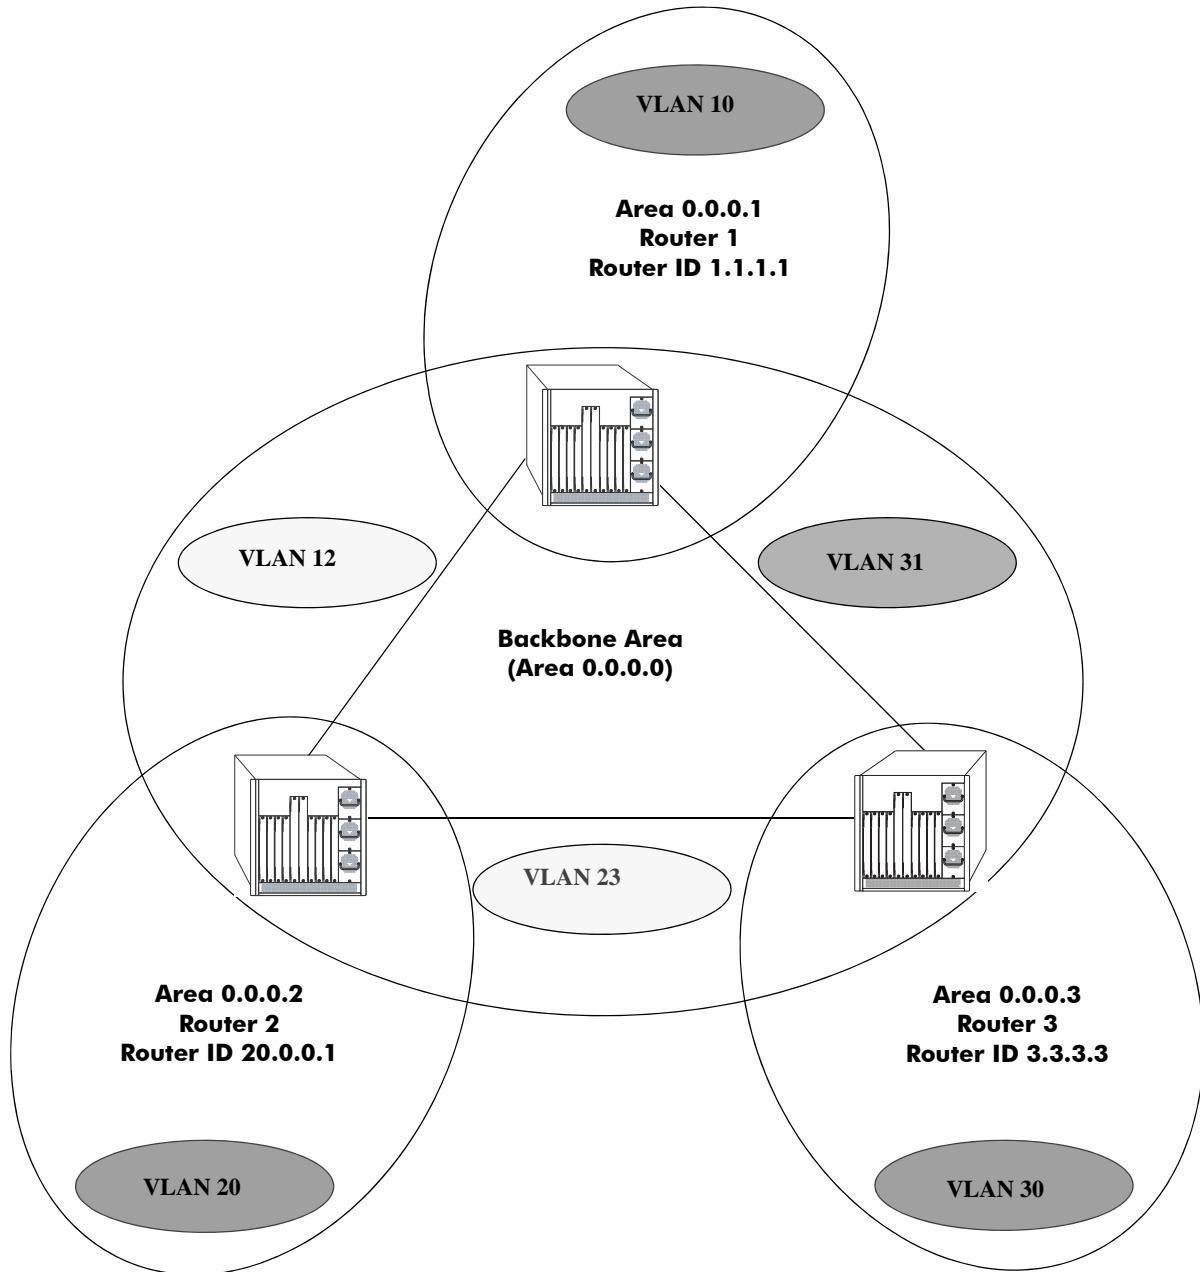 VLAN 10
Area 0.0.0.1
Router 1
Router ID 1.1.1.1
VLAN 12
VLAN 31
Backbone Area
(Area 0.0.0.0)
VLAN 23
Area 0.0.0.2
Router 2
Router ID 20.0.0.1
Area 0.0.0.3
Router 3
Router ID 3.3.3.3
VLAN 20
VLAN 30